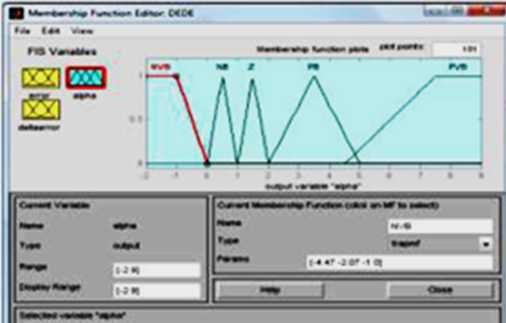 Membership Function Editor: DEDE
File Edit View
FIS Variables
Membership function plots plot points: 101
error alpha
deltaerror
NVB NB Z PB PVB
0.5
0
-2 -1 0 1 2 3 4 5 6 7 8 9
output variable "alpha"
Current Variable
Name alpha
Type output
Range [-2 9]
Display Range [-2 9]
Current Membership Function (click on MF to select)
Name NVB
Type trapmf
Params [-4.47 -2.07 -1 0]
Help Close
Selected variable "alpha"